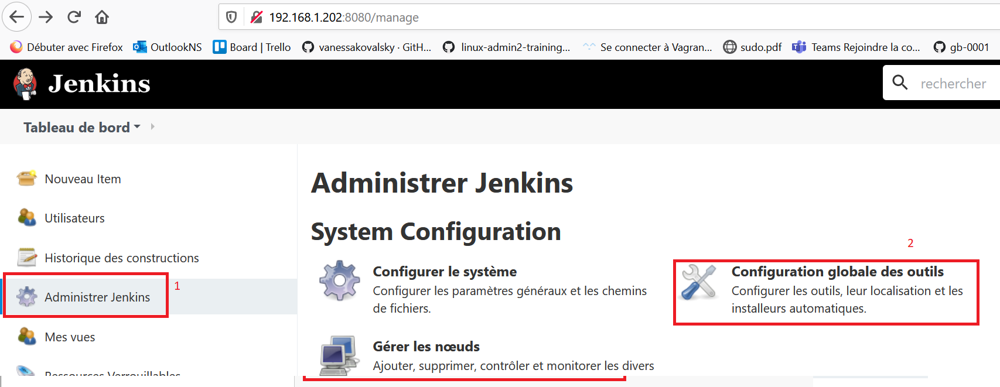 192.168.1.202:8080/manage
Débuter avec Firefox OutlookNS Board | Trello vanessakovalsky · GitH... linux-admin2-training... Se connecter à Vagran... sudo.pdf Teams Rejoindre la co... gb-0001
Jenkins
rechercher
Tableau de bord
Nouveau Item
Utilisateurs
Historique des constructions
Administrer Jenkins
1
Mes vues
Ressources Verrouillables
Administrer Jenkins
System Configuration
2
Configurer le système
Configurer les paramètres généraux et les chemins
de fichiers.
Configuration globale des outils
Configurer les outils, leur localisation et les
installeurs automatiques.
Gérer les nœuds
Ajouter, supprimer, contrôler et monitorer les divers